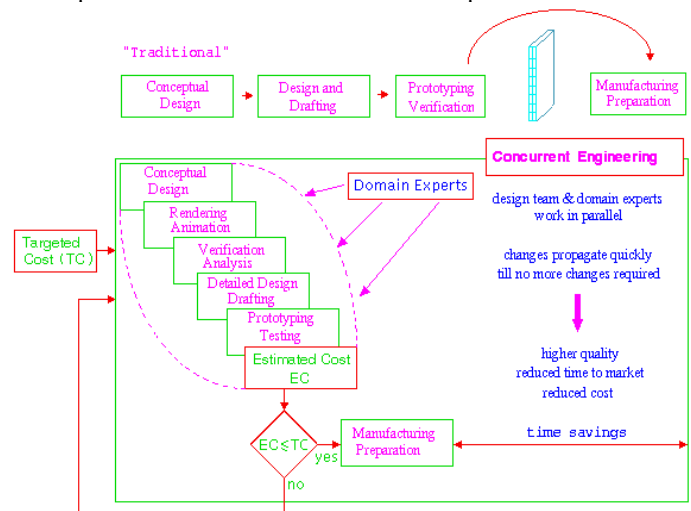 "Traditional"
Conceptual
Design
Design and
Drafting
Prototyping
Verification
Manufacturing
Preparation
Concurrent Engineering
Conceptual
Design
Rendering
Animation
Verification
Analysis
Detailed Design
Drafting
Prototyping
Testing
Estimated Cost
EC
Domain Experts
Targeted
Cost (TC)
design team & domain experts
work in parallel
changes propagate quickly
till no more changes required
higher quality
reduced time to market
reduced cost
EC≤TC
yes
no
Manufacturing
Preparation
time savings